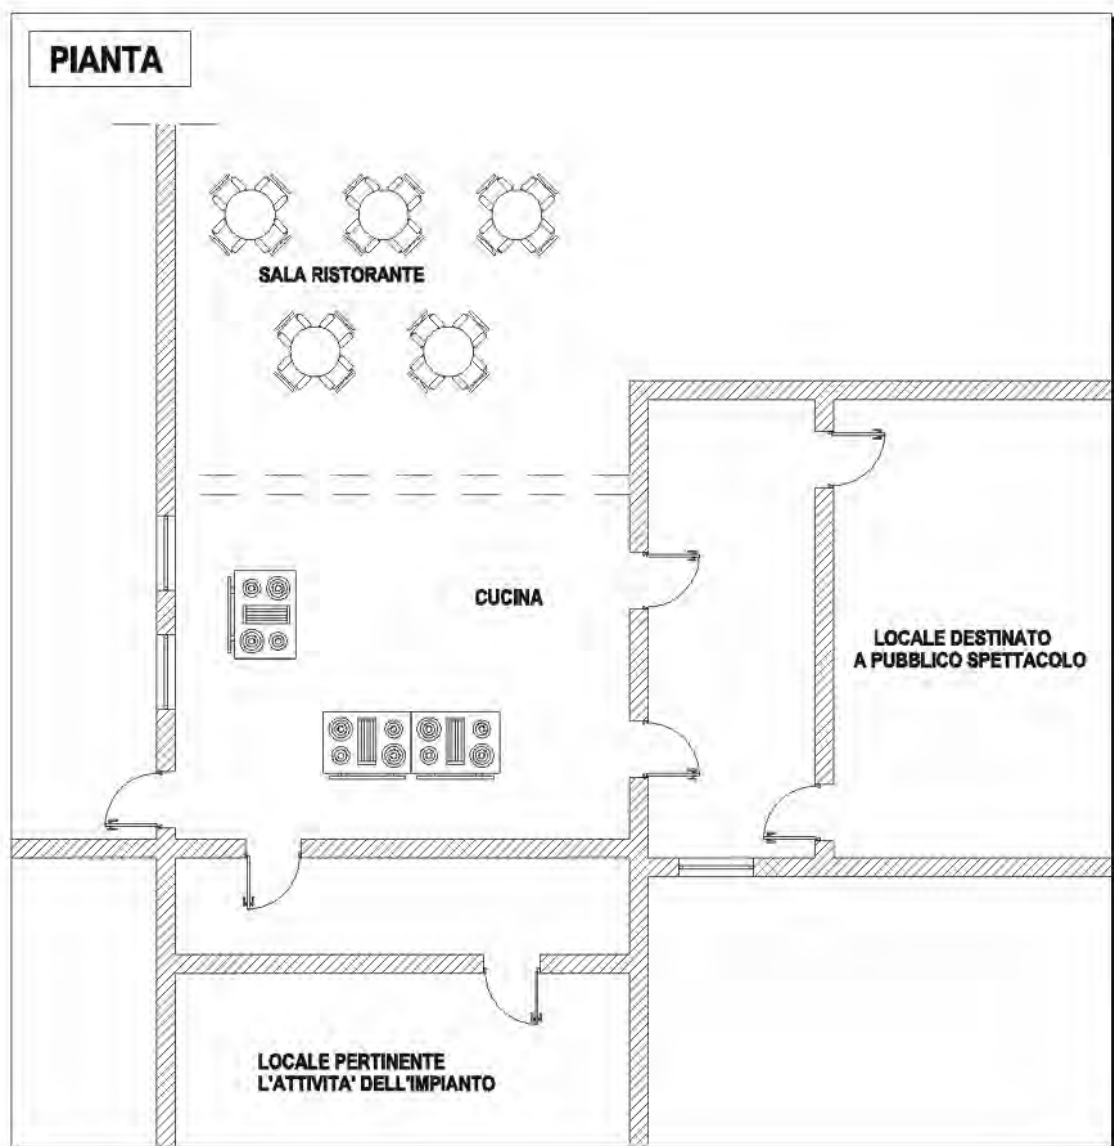 PIANTA
SALA RISTORANTE
CUCINA
LOCALE DESTINATO
A PUBBLICO SPETTACOLO
LOCALE PERTINENTE
L'ATTIVITA' DELL'IMPIANTO